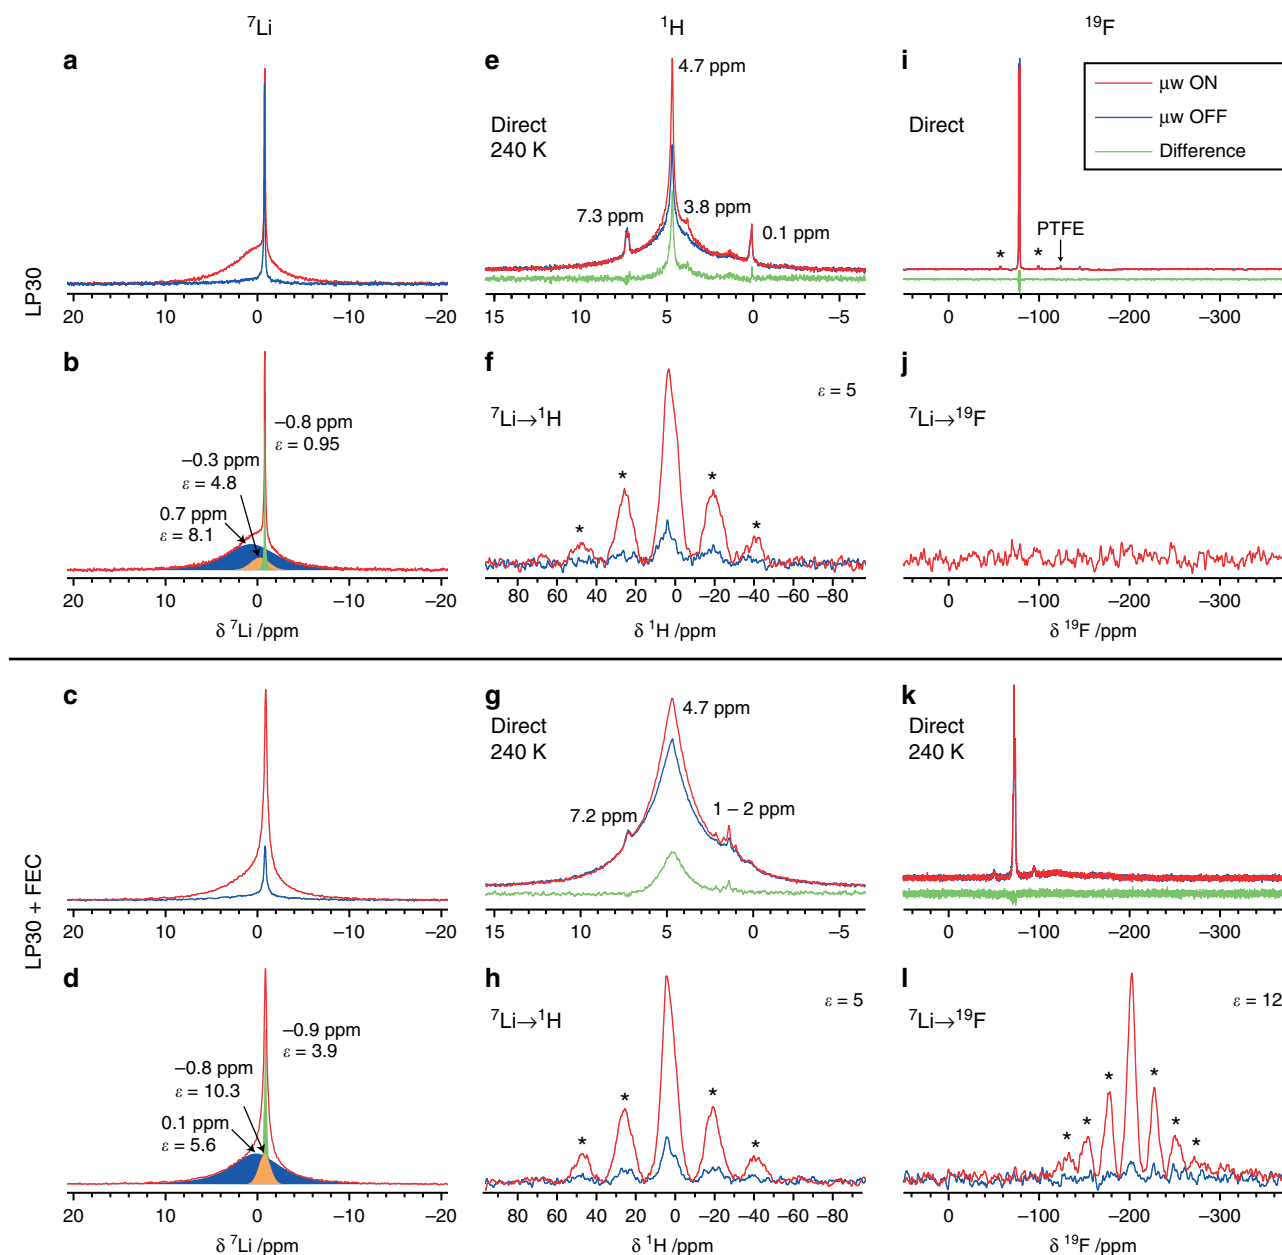 ⁷Li
¹H
¹⁹F
LP30
a
20 10 0 −10 −20
e
Direct
240 K
4.7 ppm
7.3 ppm
3.8 ppm
0.1 ppm
15 10 5 0 −5
i
Direct
μw ON
μw OFF
Difference
*
*
PTFE
0 −100 −200 −300
b
−0.8 ppm
ε = 0.95
−0.3 ppm
ε = 4.8
0.7 ppm
ε = 8.1
20 10 0 −10 −20
δ ⁷Li /ppm
f
⁷Li→¹H
ε = 5
*
*
*
*
80 60 40 20 0 −20 −40 −60 −80
δ ¹H /ppm
j
⁷Li→¹⁹F
0 −100 −200 −300
δ ¹⁹F /ppm
LP30 + FEC
c
20 10 0 −10 −20
g
Direct
240 K
4.7 ppm
7.2 ppm
1 – 2 ppm
15 10 5 0 −5
k
Direct
240 K
0 −100 −200 −300
d
−0.9 ppm
ε = 3.9
−0.8 ppm
ε = 10.3
0.1 ppm
ε = 5.6
20 10 0 −10 −20
δ ⁷Li /ppm
h
⁷Li→¹H
ε = 5
*
*
*
*
80 60 40 20 0 −20 −40 −60 −80
δ ¹H /ppm
l
⁷Li→¹⁹F
ε = 12
*
*
*
*
*
*
0 −100 −200 −300
δ ¹⁹F /ppm